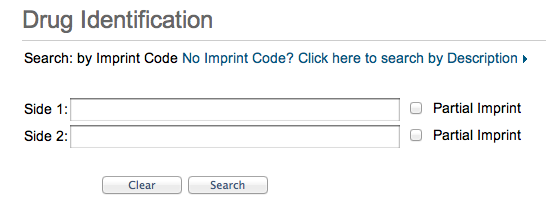 Drug Identification
Search: by Imprint Code No Imprint Code? Click here to search by Description
Side 1: Partial Imprint
Side 2: Partial Imprint
Clear Search